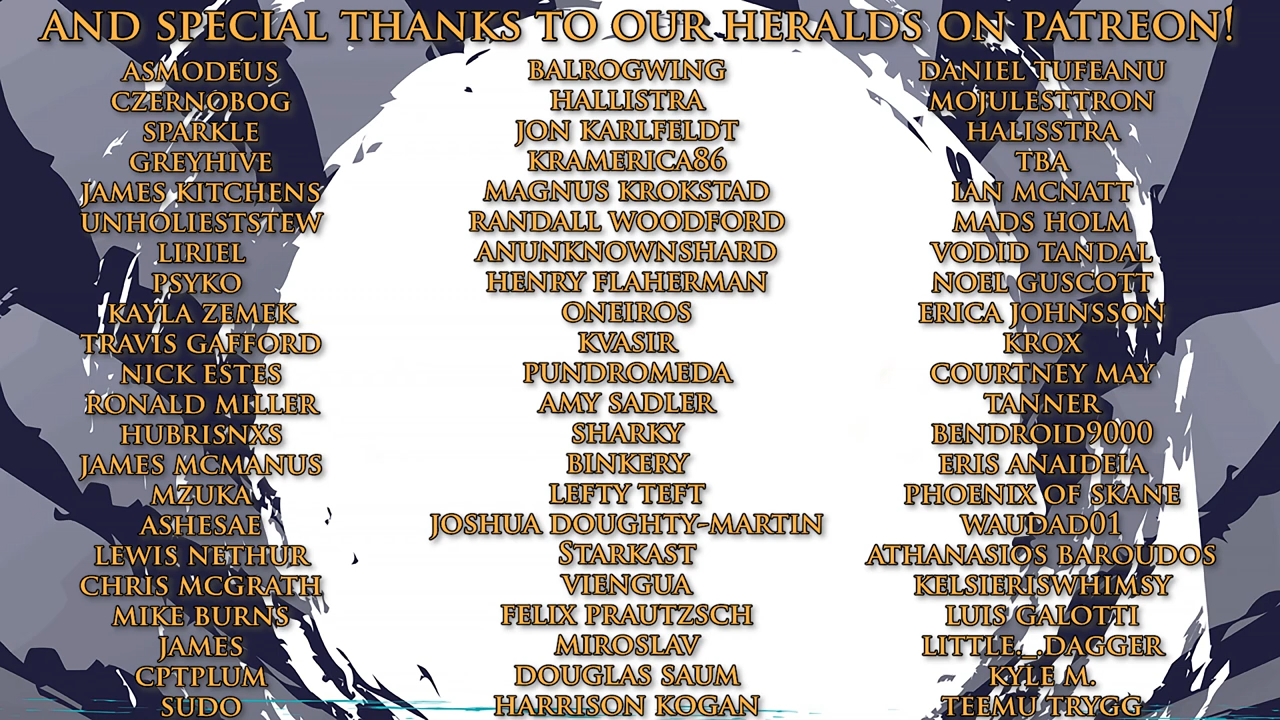 AND SPECIAL THANKS TO OUR HERALDS ON PATREON!
ASMODEUS
CZERNOBOG
SPARKLE
GREYHIVE
JAMES KITCHENS
UNHOLIESTSTEW
LIRIEL
PSYKO
KAYLA ZEMEK
TRAVIS GAFFORD
NICK ESTES
RONALD MILLER
HUBRISNXS
JAMES MCMANUS
MZUKA
ASHESAE
LEWIS NETHUR
CHRIS MCGRATH
MIKE BURNS
JAMES
CPTPLUM
SUDO
BALROGWING
HALLISTRA
JON KARLFELDT
KRAMERICA86
MAGNUS KROKSTAD
RANDALL WOODFORD
ANUNKNOWNSHARD
HENRY FLAHERMAN
ONEIROS
KVASIR
PUNDROMEDA
AMY SADLER
SHARKY
BINKERY
LEFTY TEFT
JOSHUA DOUGHTY-MARTIN
STARKAST
VIENGUA
FELIX PRAUTZSCH
MIROSLAV
DOUGLAS SAUM
HARRISON KOGAN
DANIEL TUFEANU
MOJULESTTRON
HALISSTRA
TBA
IAN MCNATT
MADS HOLM
VODID TANDAL
NOEL GUSCOTT
ERICA JOHNSSON
KROX
COURTNEY MAY
TANNER
BENDROID9000
ERIS ANAIDEIA
PHOENIX OF SKANE
WAUDAD01
ATHANASIOS BAROUDOS
KELSIERISWHIMSY
LUIS GALOTTI
LITTLE._.DAGGER
KYLE M.
TEEMU TRYGG